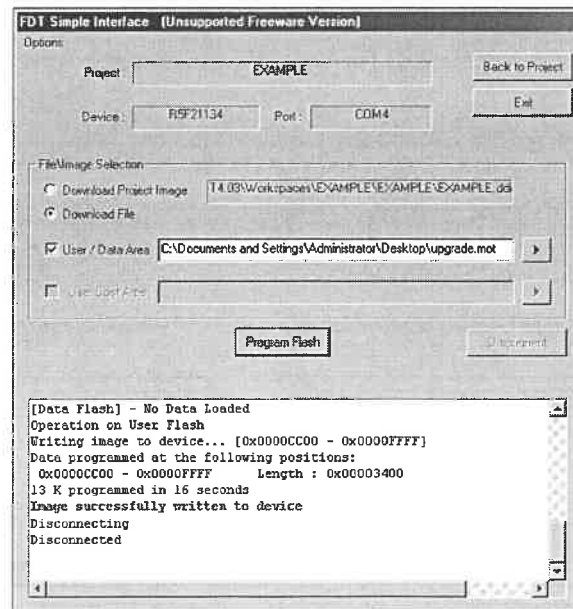 FDT Simple Interface (Unsupported Freeware Version)
Options
Project: EXAMPLE
Back to Project
Exit
Device: R5F21134 Port: COM4
File\Image Selection
Download Project Image T4.03\Workspaces\EXAMPLE\EXAMPLE\EXAMPLE.ddi
Download File
User / Data Area C:\Documents and Settings\Administrator\Desktop\upgrade.mot
User Boot Area
Program Flash Disconnect
[Data Flash] - No Data Loaded
Operation on User Flash
Writing image to device... [0x0000CC00 - 0x0000FFFF]
Data programmed at the following positions:
0x0000CC00 - 0x0000FFFF Length : 0x00003400
13 K programmed in 16 seconds
Image successfully written to device
Disconnecting
Disconnected